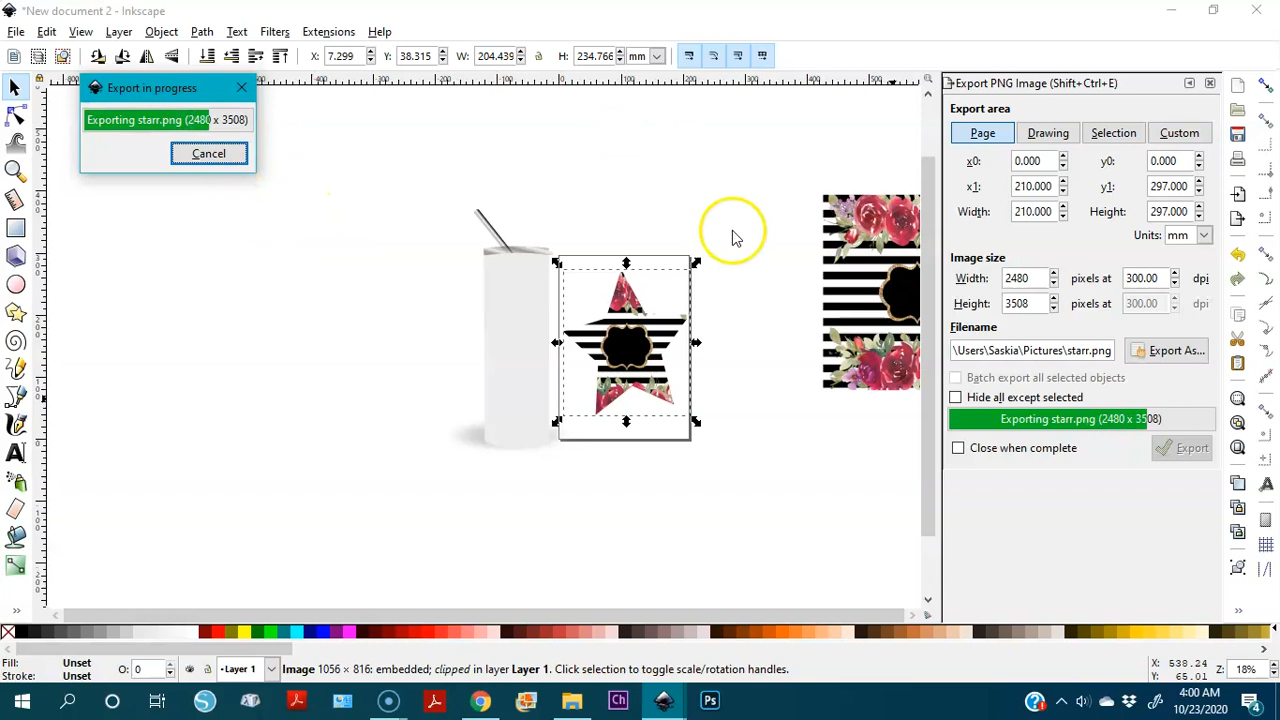 *New document 2 - Inkscape
File Edit View Layer Object Path Text Filters Extensions Help
X: 7.299 Y: 38.315 W: 204.439 H: 234.766 mm
Export in progress
Exporting starr.png (2480 x 3508)
Cancel
Export PNG Image (Shift+Ctrl+E)
Export area
Page Drawing Selection Custom
x0: 0.000 y0: 0.000
x1: 210.000 y1: 297.000
Width: 210.000 Height: 297.000
Units: mm
Image size
Width: 2480 pixels at 300.00 dpi
Height: 3508 pixels at 300.00 dpi
Filename
\Users\Saskia\Pictures\starr.png Export As...
Batch export all selected objects
Hide all except selected
Exporting starr.png (2480 x 3508)
Close when complete Export
Fill: Unset
Stroke: Unset
O: 0
Layer 1
Image 1056 × 816: embedded; clipped in layer Layer 1. Click selection to toggle scale/rotation handles.
X: 538.24
Y: 65.01
Z: 18%
Ch Ps
4:00 AM
10/23/2020
4